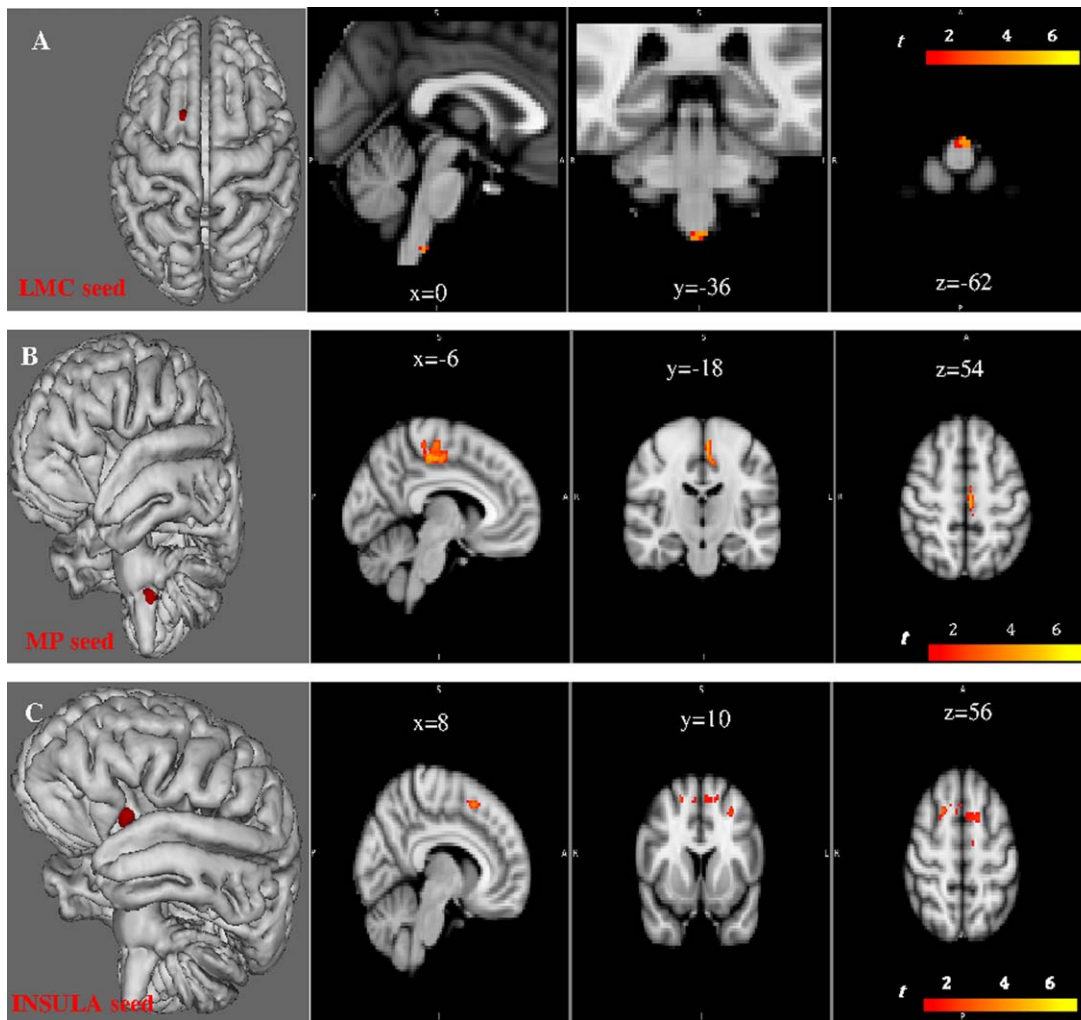 A
S
S
A
t 2 4 6
P
A
R
L
R
L
LMC seed
x=0
I
y=-36
I
z=-62
P
B
S
S
A
x=-6
y=-18
z=54
A
R
L
R
I
I
MP seed
t 2 4 6
C
S
S
A
x=8
y=10
z=56
A
R
L
R
I
I
INSULA seed
t 2 4 6
P